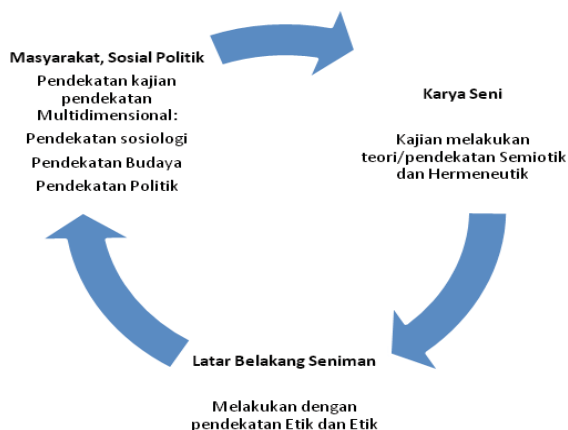 Masyarakat, Sosial Politik
Pendekatan kajian
pendekatan
Multidimensional:
Pendekatan sosiologi
Pendekatan Budaya
Pendekatan Politik
Karya Seni
Kajian melakukan
teori/pendekatan Semiotik
dan Hermeneutik
Latar Belakang Seniman
Melakukan dengan
pendekatan Etik dan Etik